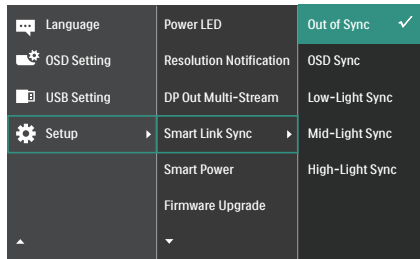 Language
OSD Setting
USB Setting
Setup
Power LED
Resolution Notification
DP Out Multi-Stream
Smart Link Sync
Smart Power
Firmware Upgrade
Out of Sync
OSD Sync
Low-Light Sync
Mid-Light Sync
High-Light Sync